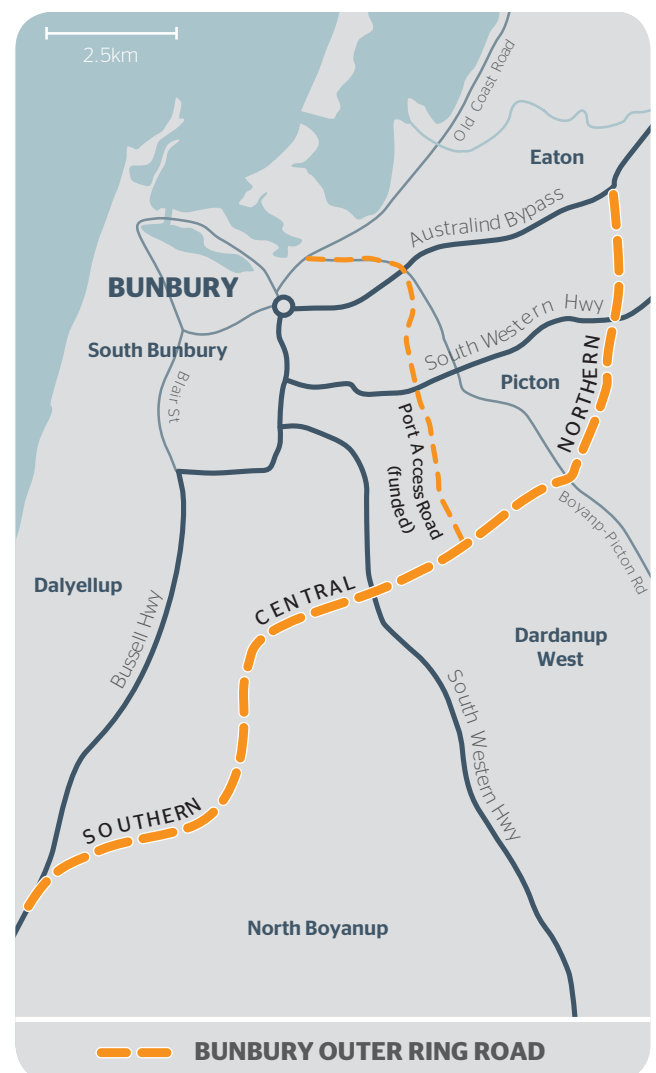 2.5km
Old Coast Road
Eaton
Australind Bypass
BUNBURY
South Western Hwy
South Bunbury
Blair St
Picton
NORTHERN
Port Access Road
(funded)
Boyanp-Picton Rd
Dalyellup
CENTRAL
Bussell Hwy
Dardanup
West
South Western Hwy
SOUTHERN
North Boyanup
BUNBURY OUTER RING ROAD